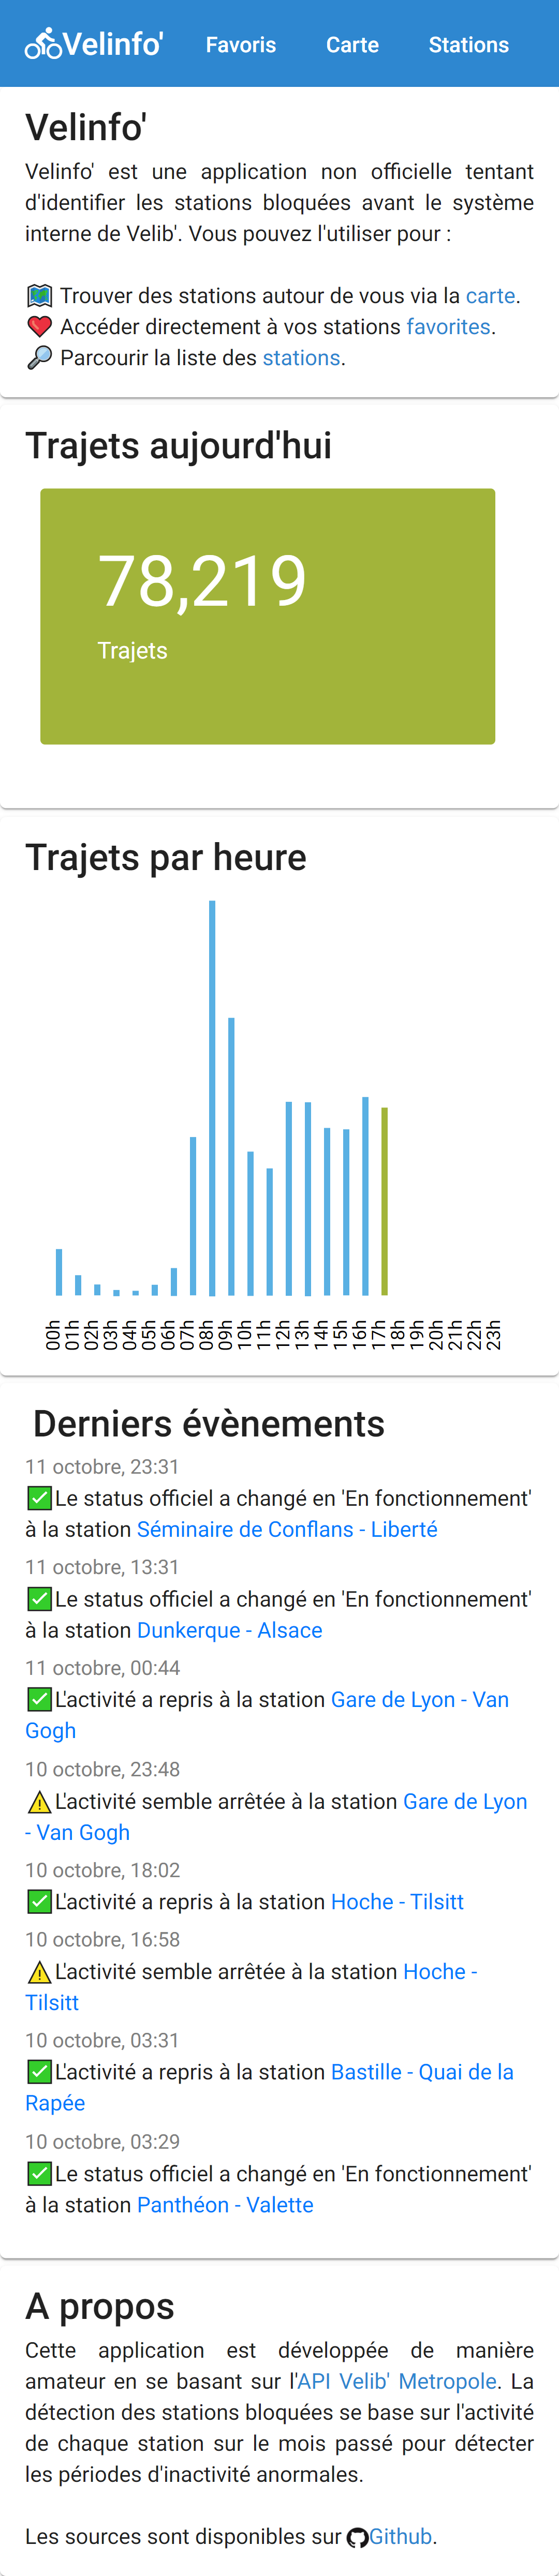 Velinfo' Favoris Carte Stations
Velinfo'
Velinfo' est une application non officielle tentant
d'identifier les stations bloquées avant le système
interne de Velib'. Vous pouvez l'utiliser pour :
Trouver des stations autour de vous via la carte.
Accéder directement à vos stations favorites.
Parcourir la liste des stations.
Trajets aujourd'hui
78,219
Trajets
Trajets par heure
00h 01h 02h 03h 04h 05h 06h 07h 08h 09h 10h 11h 12h 13h 14h 15h 16h 17h 18h 19h 20h 21h 22h 23h
Derniers évènements
11 octobre, 23:31
Le status officiel a changé en 'En fonctionnement'
à la station Séminaire de Conflans - Liberté
11 octobre, 13:31
Le status officiel a changé en 'En fonctionnement'
à la station Dunkerque - Alsace
11 octobre, 00:44
L'activité a repris à la station Gare de Lyon - Van
Gogh
10 octobre, 23:48
L'activité semble arrêtée à la station Gare de Lyon
- Van Gogh
10 octobre, 18:02
L'activité a repris à la station Hoche - Tilsitt
10 octobre, 16:58
L'activité semble arrêtée à la station Hoche -
Tilsitt
10 octobre, 03:31
L'activité a repris à la station Bastille - Quai de la
Rapée
10 octobre, 03:29
Le status officiel a changé en 'En fonctionnement'
à la station Panthéon - Valette
A propos
Cette application est développée de manière
amateur en se basant sur l'API Velib' Metropole. La
détection des stations bloquées se base sur l'activité
de chaque station sur le mois passé pour détecter
les périodes d'inactivité anormales.
Les sources sont disponibles sur Github.